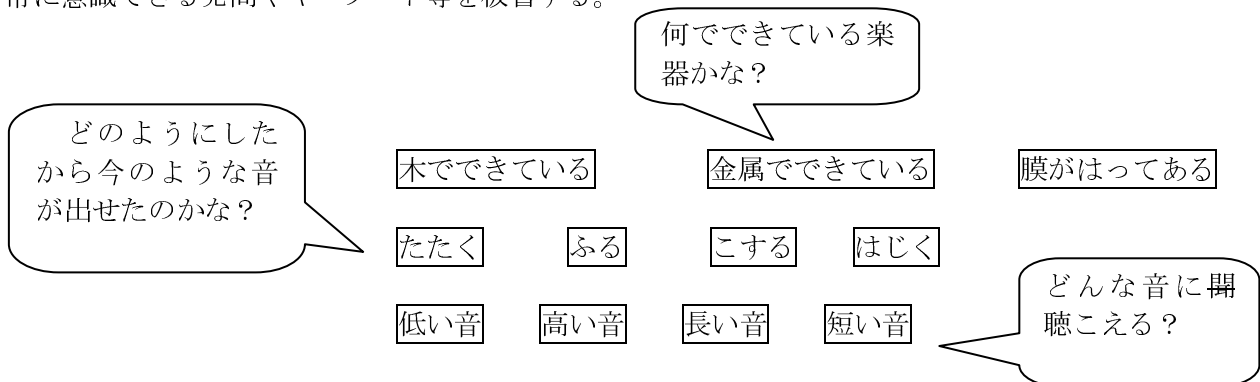 何でできている楽
器かな？
どのようにした
から今のような音
が出せたのかな？
木でできている 金属でできている 膜がはってある
たたく ふる こする はじく
低い音 高い音 長い音 短い音
どんな音に聞
聴こえる？